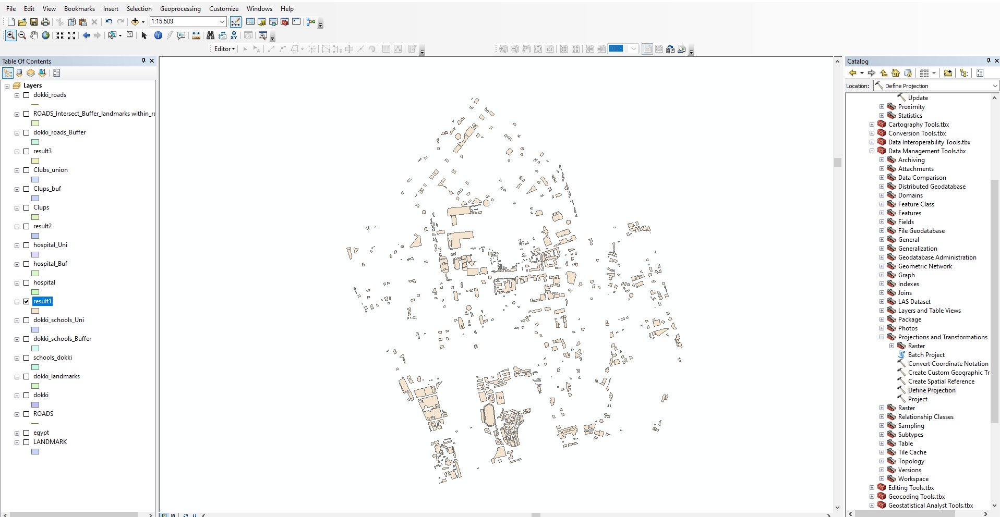 File Edit View Bookmarks Insert Selection Geoprocessing Customize Windows Help
1:15,509
Editor
100%
Table Of Contents
Layers
dokki_roads
ROADS_Intersect_Buffer_landmarks within_ro
dokki_roads_Buffer
result3
Clubs_union
Clups_buf
Clups
result2
hospital_Uni
hospital_Buf
hospital
result1
dokki_schools_Uni
dokki_schools_Buffer
schools_dokki
dokki_landmarks
dokki
ROADS
egypt
LANDMARK
Catalog
Location: Define Projection
Update
Proximity
Statistics
Cartography Tools.tbx
Conversion Tools.tbx
Data Interoperability Tools.tbx
Data Management Tools.tbx
Archiving
Attachments
Data Comparison
Distributed Geodatabase
Domains
Feature Class
Features
Fields
File Geodatabase
General
Generalization
Geodatabase Administration
Geometric Network
Graph
Indexes
Joins
LAS Dataset
Layers and Table Views
Package
Photos
Projections and Transformations
Raster
Batch Project
Convert Coordinate Notation
Create Custom Geographic Tr
Create Spatial Reference
Define Projection
Project
Raster
Relationship Classes
Sampling
Subtypes
Table
Tile Cache
Topology
Versions
Workspace
Editing Tools.tbx
Geocoding Tools.tbx
Geostatistical Analyst Tools.tbx